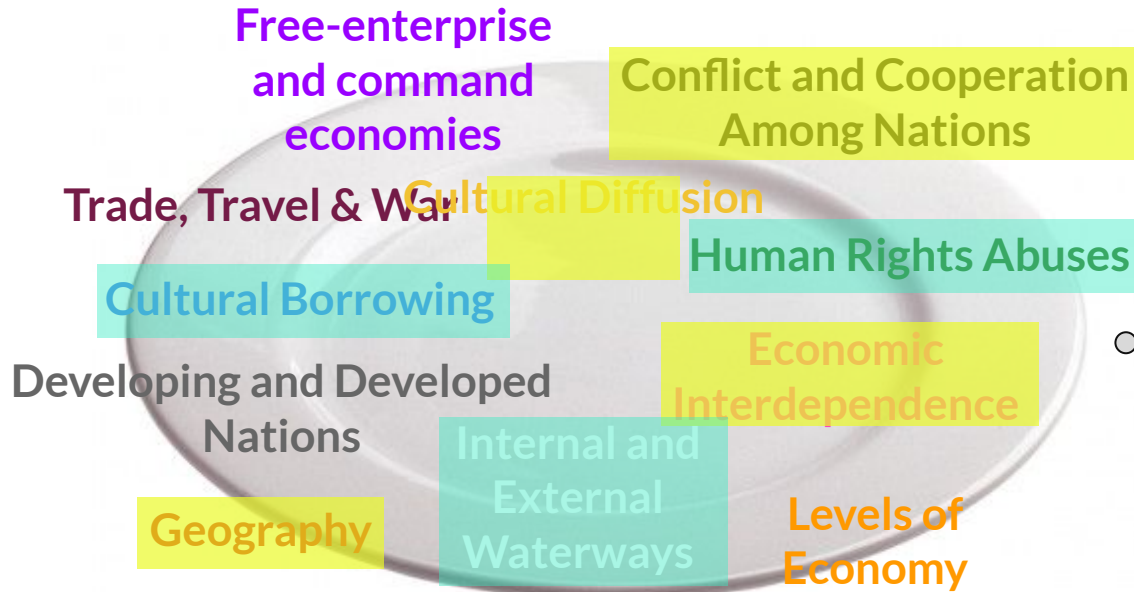 Free-enterprise
and command
economies
Conflict and Cooperation
Among Nations
Trade, Travel & War
Cultural Diffusion
Human Rights Abuses
Cultural Borrowing
Economic
Interdependence
Developing and Developed
Nations
Internal and
External
Waterways
Geography
Levels of
Economy